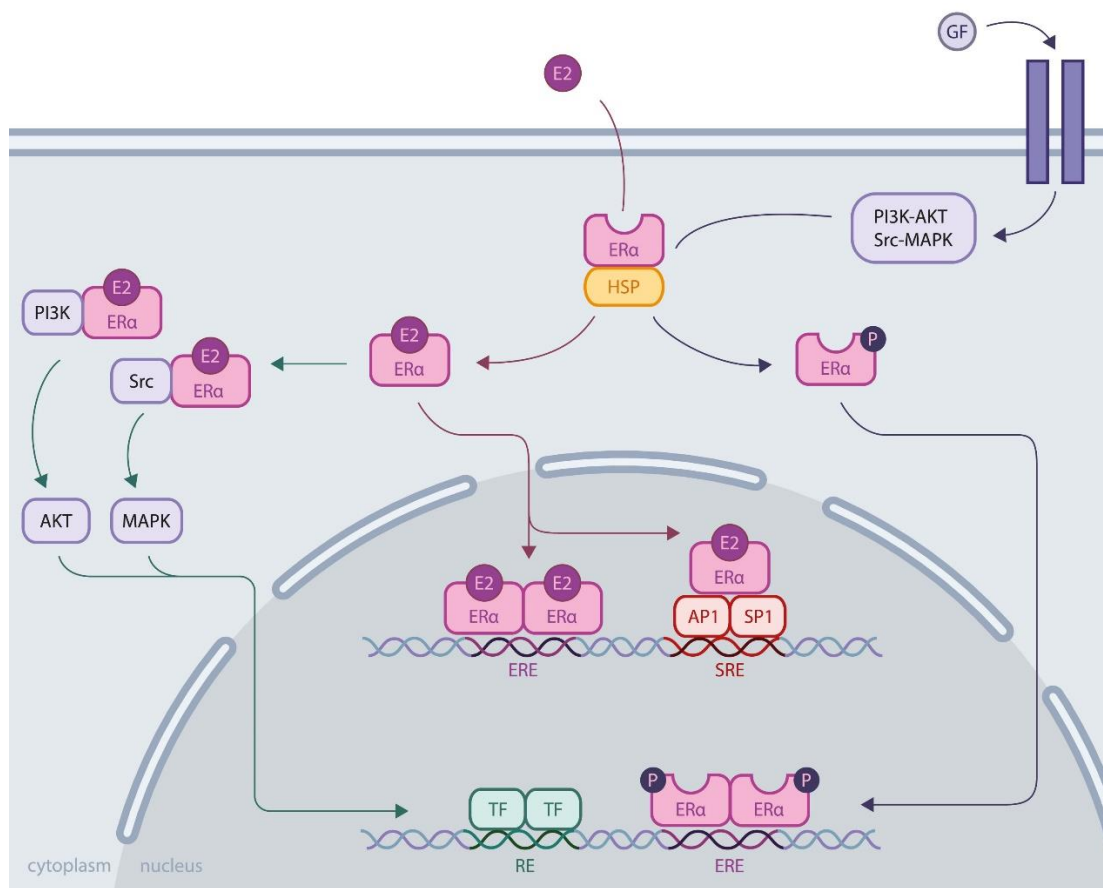 GF
E2
PI3K-AKT
Src-MAPK
ERα
HSP
E2
PI3K
ERα
E2
Src
ERα
E2
ERα
P
ERα
AKT
MAPK
E2
ERα
E2
E2
ERα
ERα
AP1
SP1
ERE
SRE
P
P
ERα
ERα
TF
TF
RE
ERE
cytoplasm
nucleus